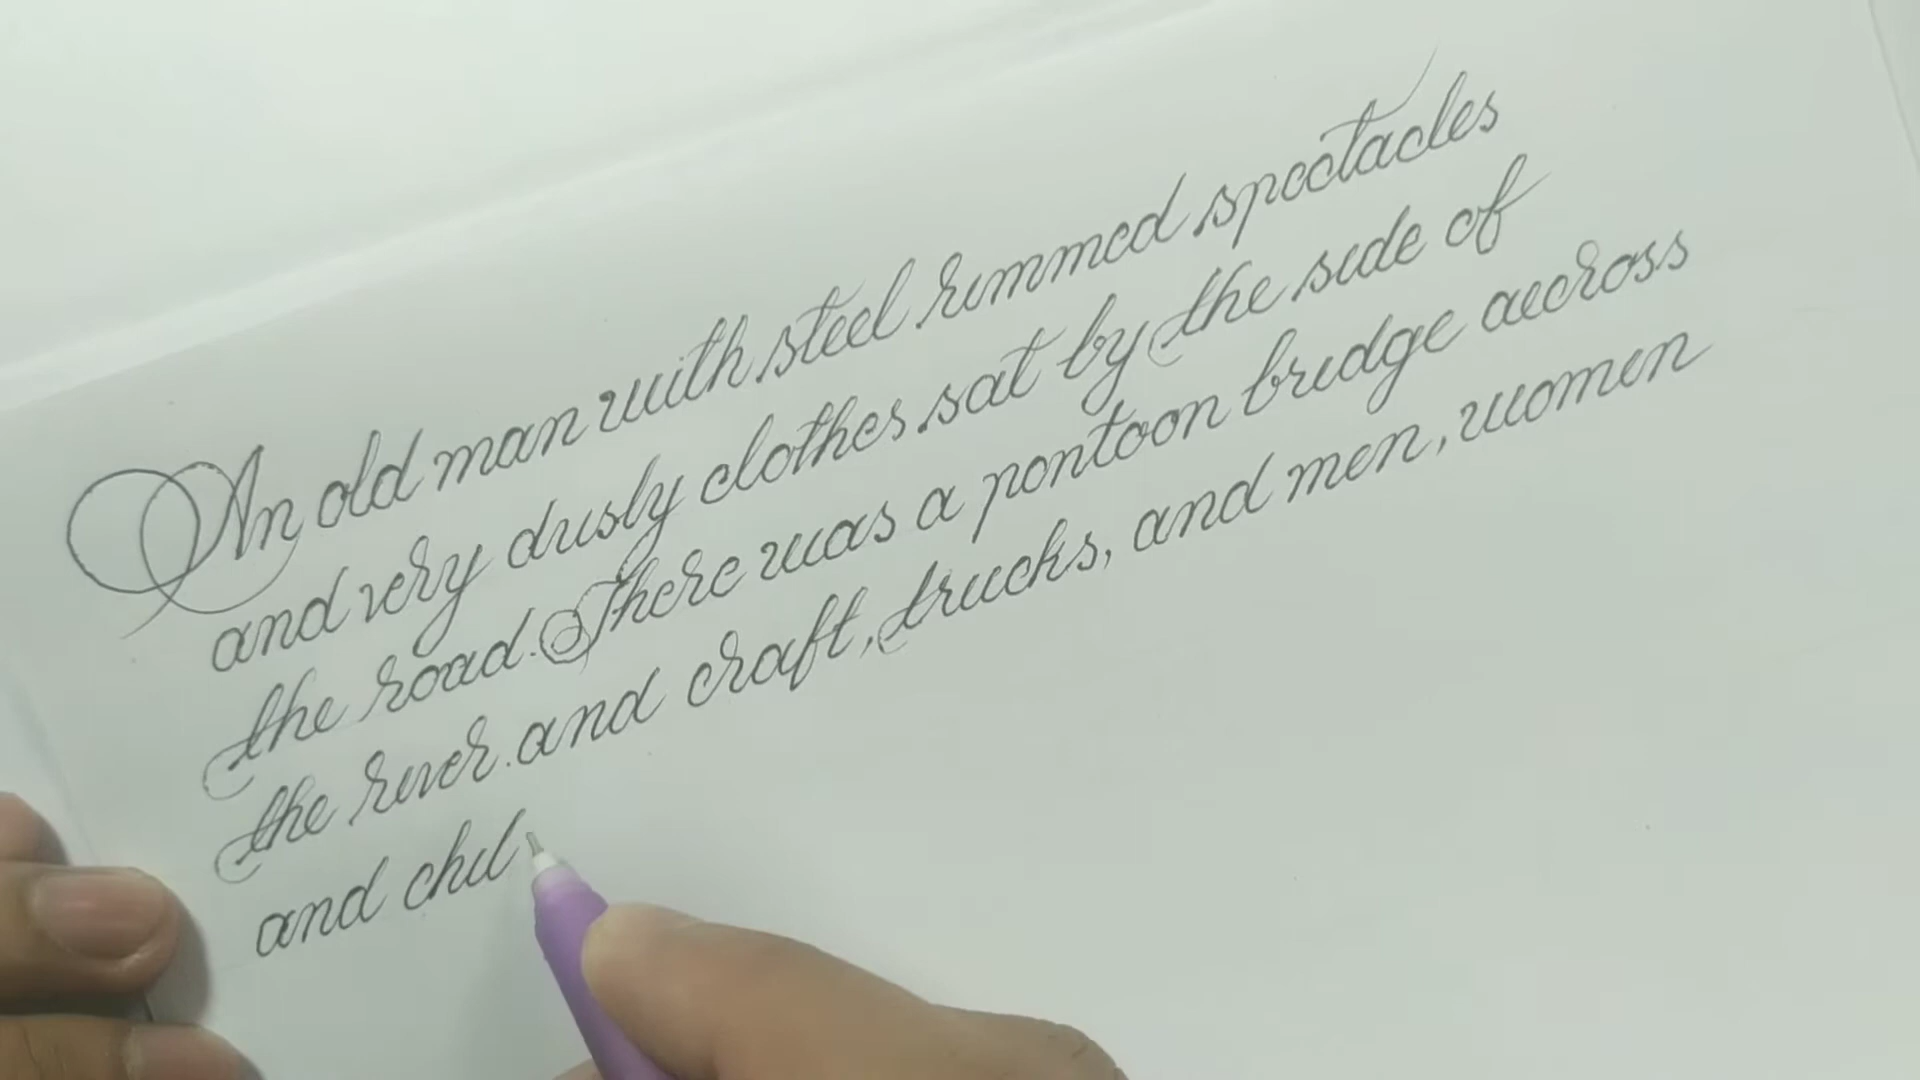 An old man with steel rimmed spectacles
and very dusty clothes sat by the side of
the road. There was a pontoon bridge accross
the river. and craft, trucks, and men, women
and chil